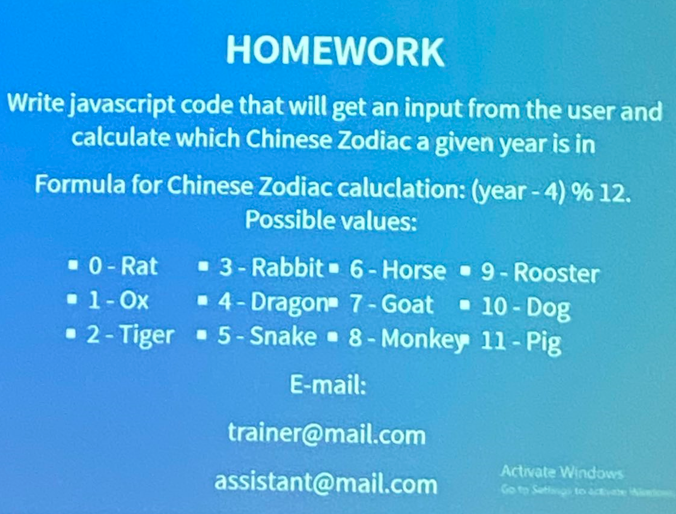 HOMEWORK
Write javascript code that will get an input from the user and
calculate which Chinese Zodiac a given year is in
Formula for Chinese Zodiac caluclation: (year - 4) % 12.
Possible values:
▪ 0 - Rat ▪ 3 - Rabbit ▪ 6 - Horse ▪ 9 - Rooster
▪ 1 - Ox ▪ 4 - Dragon ▪ 7 - Goat ▪ 10 - Dog
▪ 2 - Tiger ▪ 5 - Snake ▪ 8 - Monkey ▪ 11 - Pig
E-mail:
trainer@mail.com
assistant@mail.com
Activate Windows
Go to Settings to activate Windows.